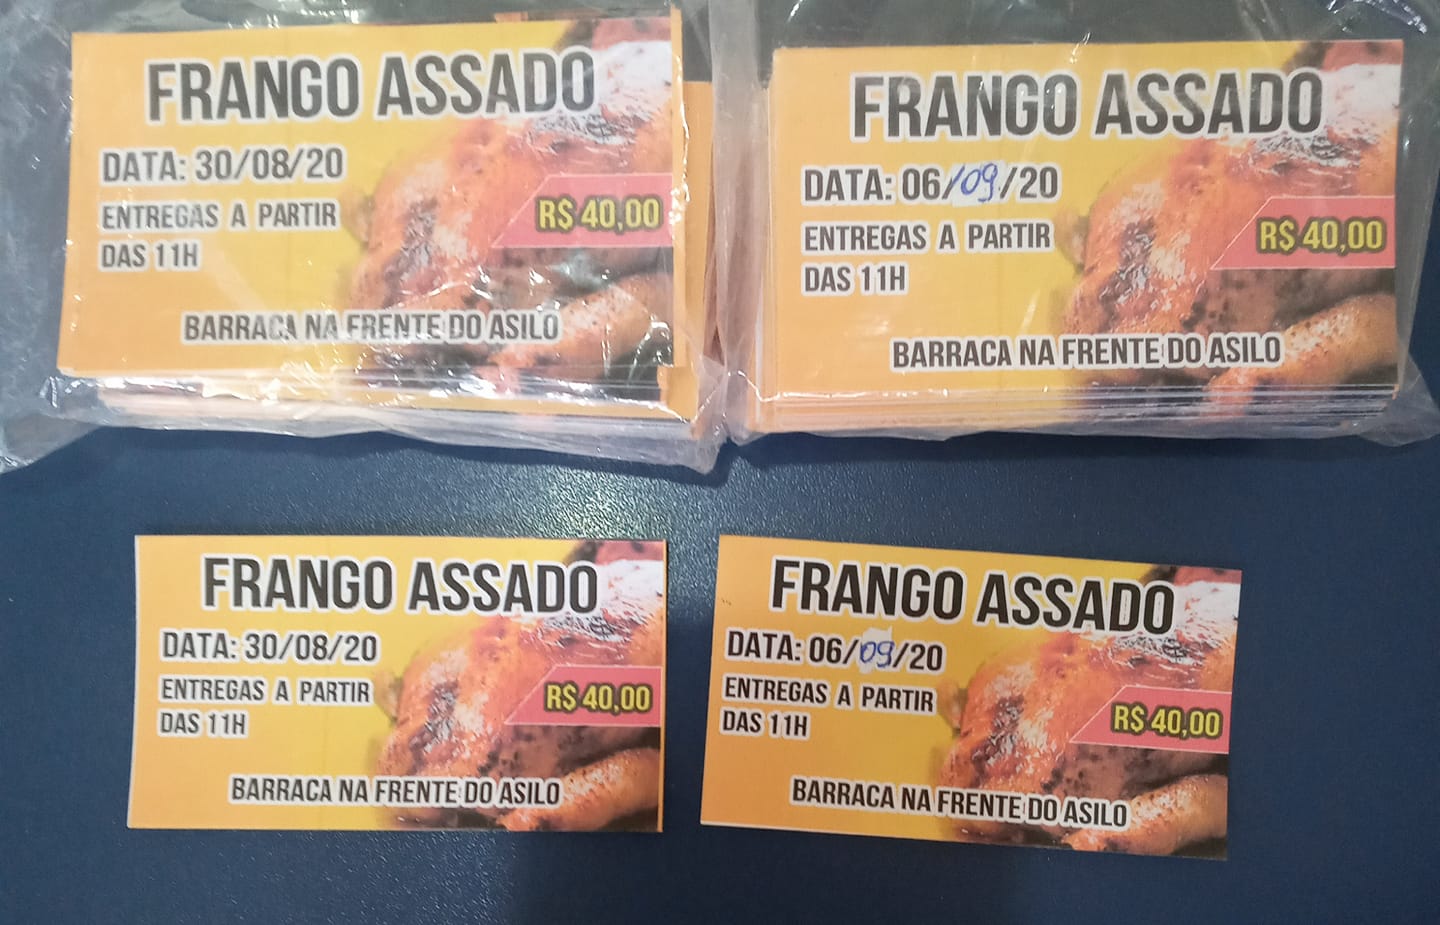 FRANGO ASSADO
DATA: 30/08/20
ENTREGAS A PARTIR
DAS 11H
R$ 40,00
BARRACA NA FRENTE DO ASILO
FRANGO ASSADO
DATA: 06/09/20
ENTREGAS A PARTIR
DAS 11H
R$ 40,00
BARRACA NA FRENTE DO ASILO
FRANGO ASSADO
DATA: 30/08/20
ENTREGAS A PARTIR
DAS 11H
R$ 40,00
BARRACA NA FRENTE DO ASILO
FRANGO ASSADO
DATA: 06/09/20
ENTREGAS A PARTIR
DAS 11H
R$ 40,00
BARRACA NA FRENTE DO ASILO